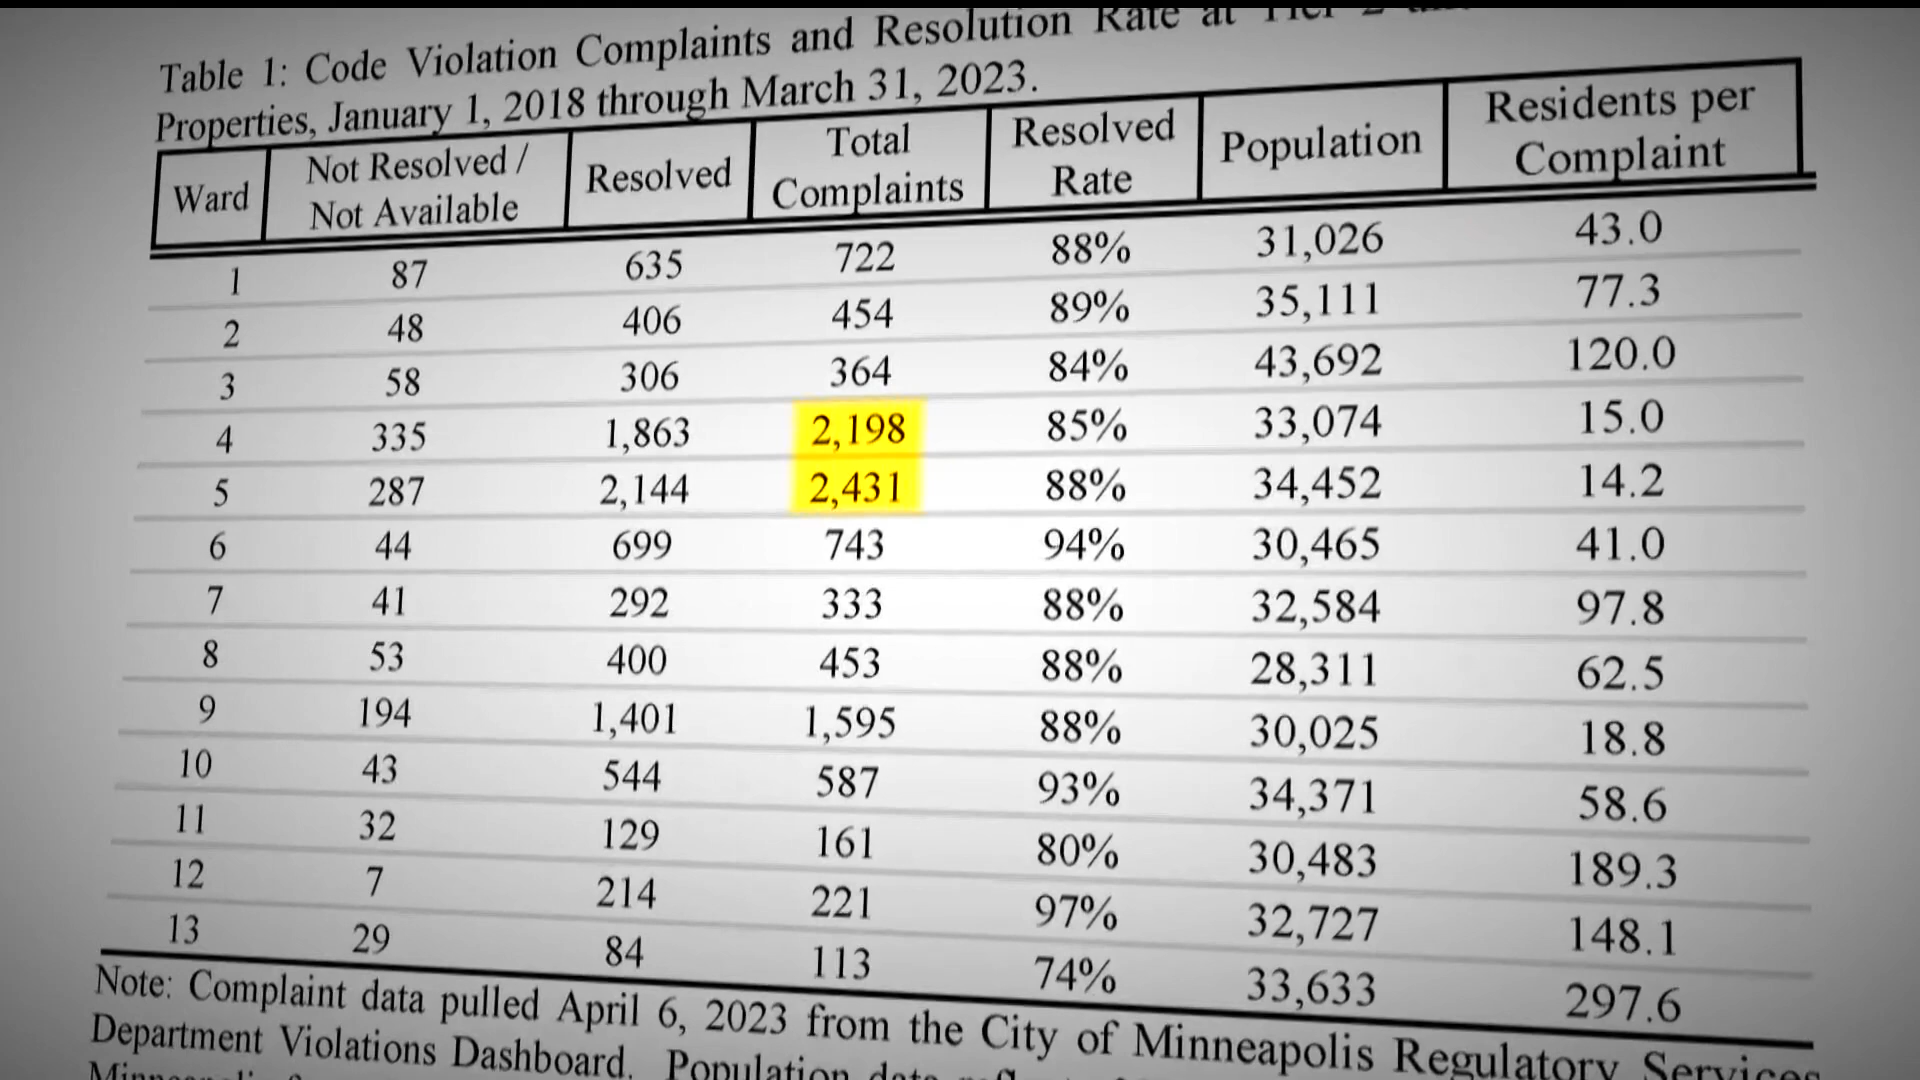 Table 1: Code Violation Complaints and Resolution Rate at Tier 2
Properties, January 1, 2018 through March 31, 2023.
Ward Not Resolved / Not Available Resolved Total Complaints Resolved Rate Population Residents per Complaint
1 87 635 722 88% 31,026 43.0
2 48 406 454 89% 35,111 77.3
3 58 306 364 84% 43,692 120.0
4 335 1,863 2,198 85% 33,074 15.0
5 287 2,144 2,431 88% 34,452 14.2
6 44 699 743 94% 30,465 41.0
7 41 292 333 88% 32,584 97.8
8 53 400 453 88% 28,311 62.5
9 194 1,401 1,595 88% 30,025 18.8
10 43 544 587 93% 34,371 58.6
11 32 129 161 80% 30,483 189.3
12 7 214 221 97% 32,727 148.1
13 29 84 113 74% 33,633 297.6
Note: Complaint data pulled April 6, 2023 from the City of Minneapolis Regulatory Services
Department Violations Dashboard. Population data